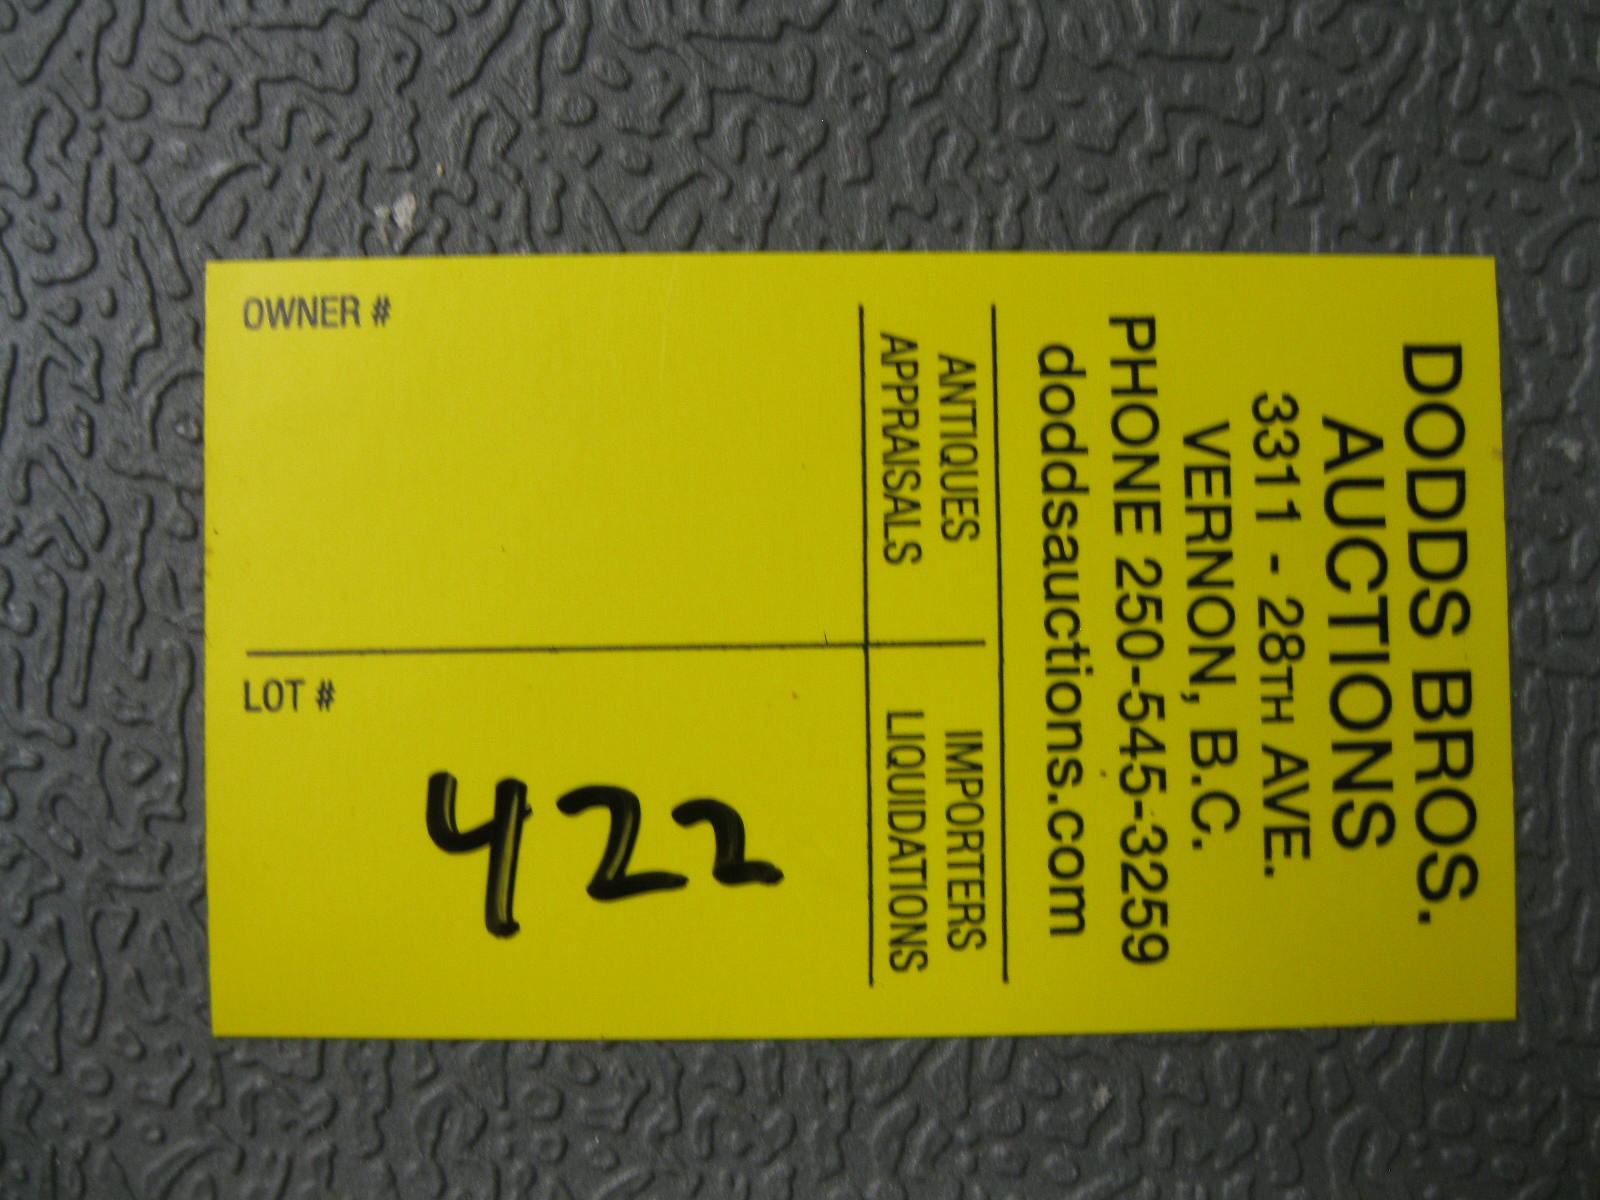 DODDS BROS.
AUCTIONS
3311 - 28TH AVE.
VERNON, B.C.
PHONE 250-545-3259
doddsauctions.com
ANTIQUES
APPRAISALS
IMPORTERS
LIQUIDATIONS
OWNER #
LOT #
422